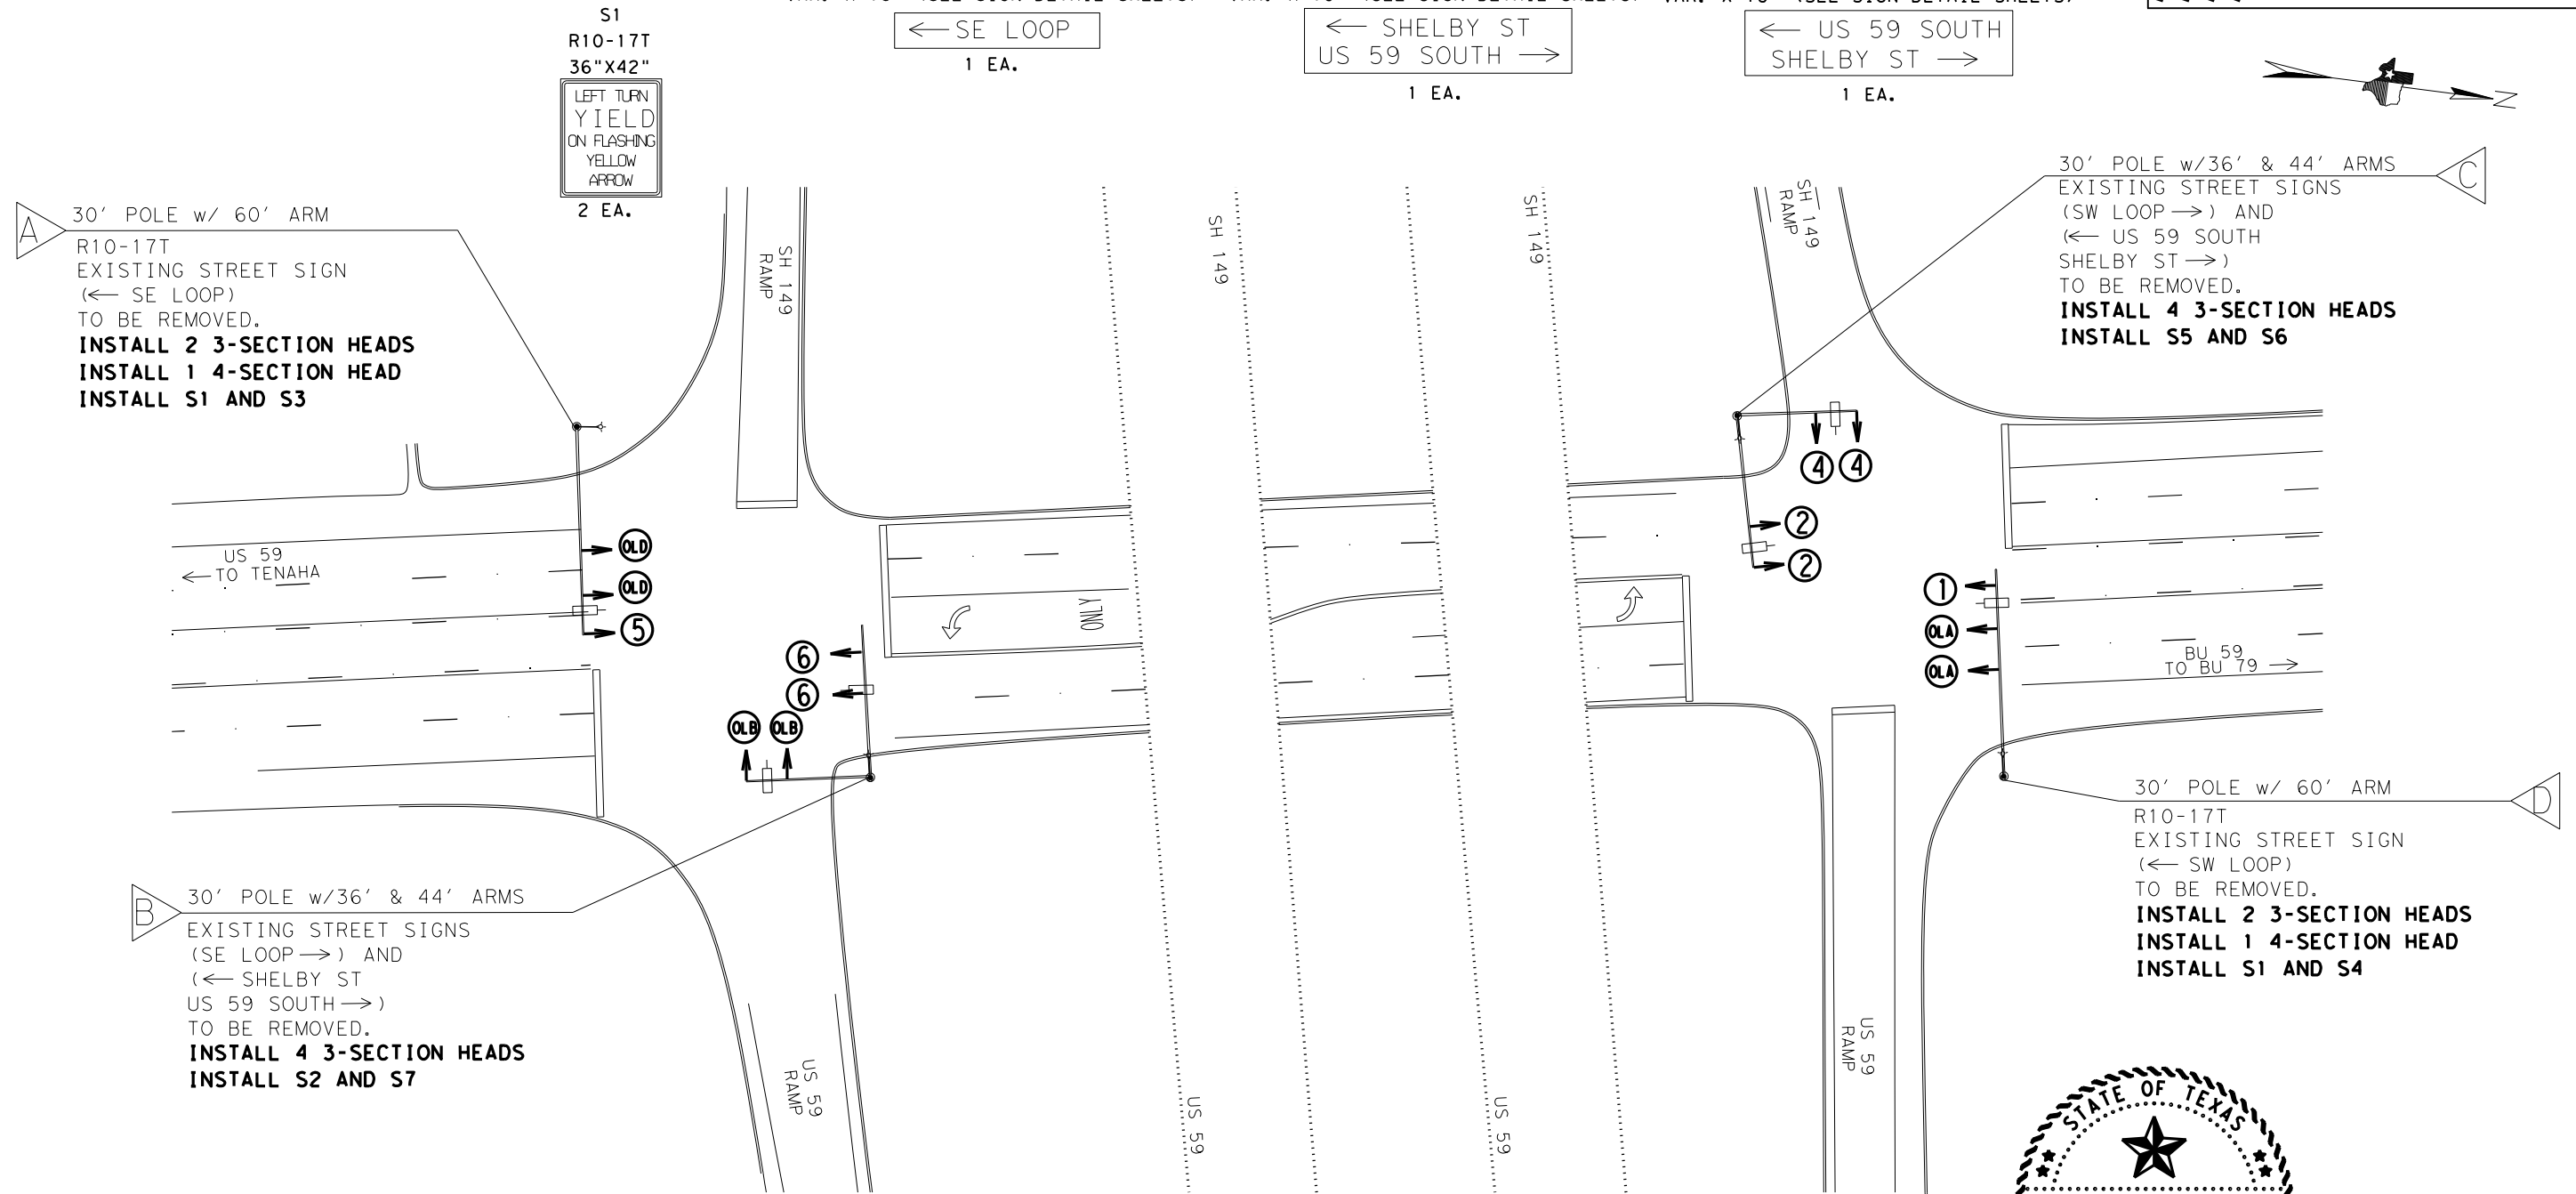 S1
R10-17T
36"X42"
LEFT TURN
YIELD
ON FLASHING
YELLOW
ARROW
2 EA.
← SE LOOP
1 EA.
← SHELBY ST
US 59 SOUTH →
1 EA.
VAR. X 18" (SEE SIGN DETAIL SHEETS)
← US 59 SOUTH
SHELBY ST →
1 EA.
N
A
30' POLE w/ 60' ARM
R10-17T
EXISTING STREET SIGN
(← SE LOOP)
TO BE REMOVED.
INSTALL 2 3-SECTION HEADS
INSTALL 1 4-SECTION HEAD
INSTALL S1 AND S3
C
30' POLE w/36' & 44' ARMS
EXISTING STREET SIGNS
(SW LOOP →) AND
(← US 59 SOUTH
SHELBY ST →)
TO BE REMOVED.
INSTALL 4 3-SECTION HEADS
INSTALL S5 AND S6
SH 149
RAMP
SH 149
SH 149
SH 149
RAMP
US 59
← TO TENAHA
OLD
OLD
5
6
6
OLB
OLB
ONLY
4
4
2
2
1
OLA
OLA
BU 59
TO BU 79 →
B
30' POLE w/36' & 44' ARMS
EXISTING STREET SIGNS
(SE LOOP →) AND
(← SHELBY ST
US 59 SOUTH →)
TO BE REMOVED.
INSTALL 4 3-SECTION HEADS
INSTALL S2 AND S7
D
30' POLE w/ 60' ARM
R10-17T
EXISTING STREET SIGN
(← SW LOOP)
TO BE REMOVED.
INSTALL 2 3-SECTION HEADS
INSTALL 1 4-SECTION HEAD
INSTALL S1 AND S4
US 59
RAMP
US 59
US 59
US 59
RAMP
STATE OF TEXAS